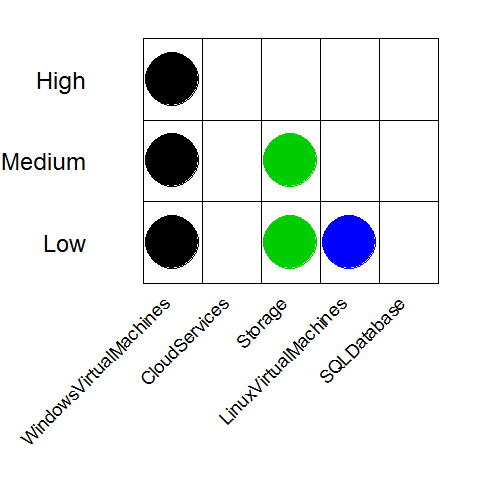 High
Medium
Low
WindowsVirtualMachines
CloudServices
Storage
LinuxVirtualMachines
SQLDatabase